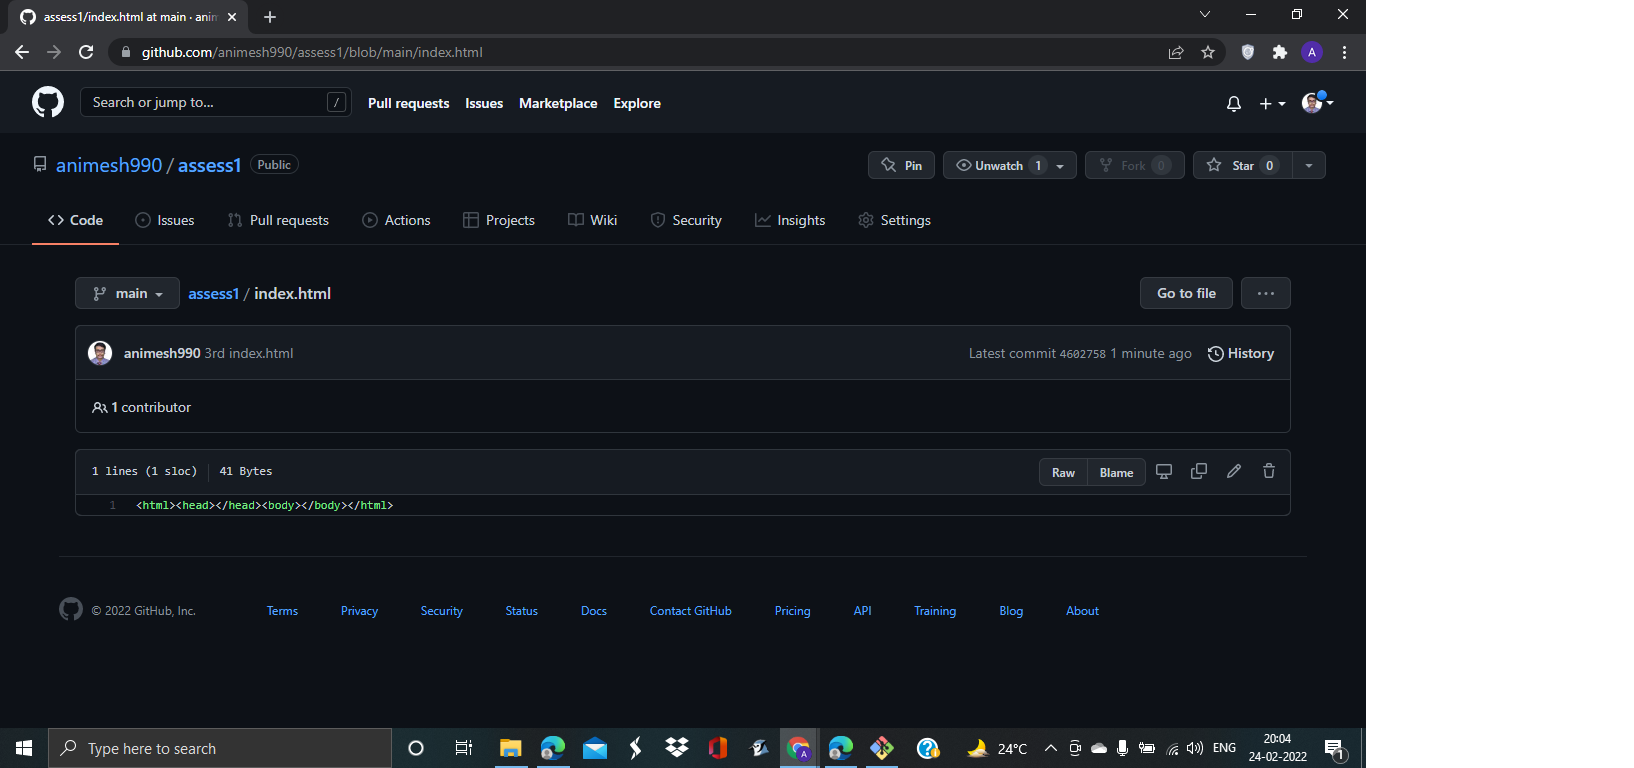 assess1/index.html at main · anim
github.com/animesh990/assess1/blob/main/index.html
A
Search or jump to... /
Pull requests Issues Marketplace Explore
animesh990 / assess1 Public
Pin Unwatch 1 Fork 0 Star 0
Code Issues Pull requests Actions Projects Wiki Security Insights Settings
main assess1 / index.html Go to file ...
animesh990 3rd index.html Latest commit 4602758 1 minute ago History
1 contributor
1 lines (1 sloc) 41 Bytes Raw Blame
1 <html><head></head><body></body></html>
© 2022 GitHub, Inc. Terms Privacy Security Status Docs Contact GitHub Pricing API Training Blog About
Type here to search A 24°C ENG 20:04 1
24-02-2022